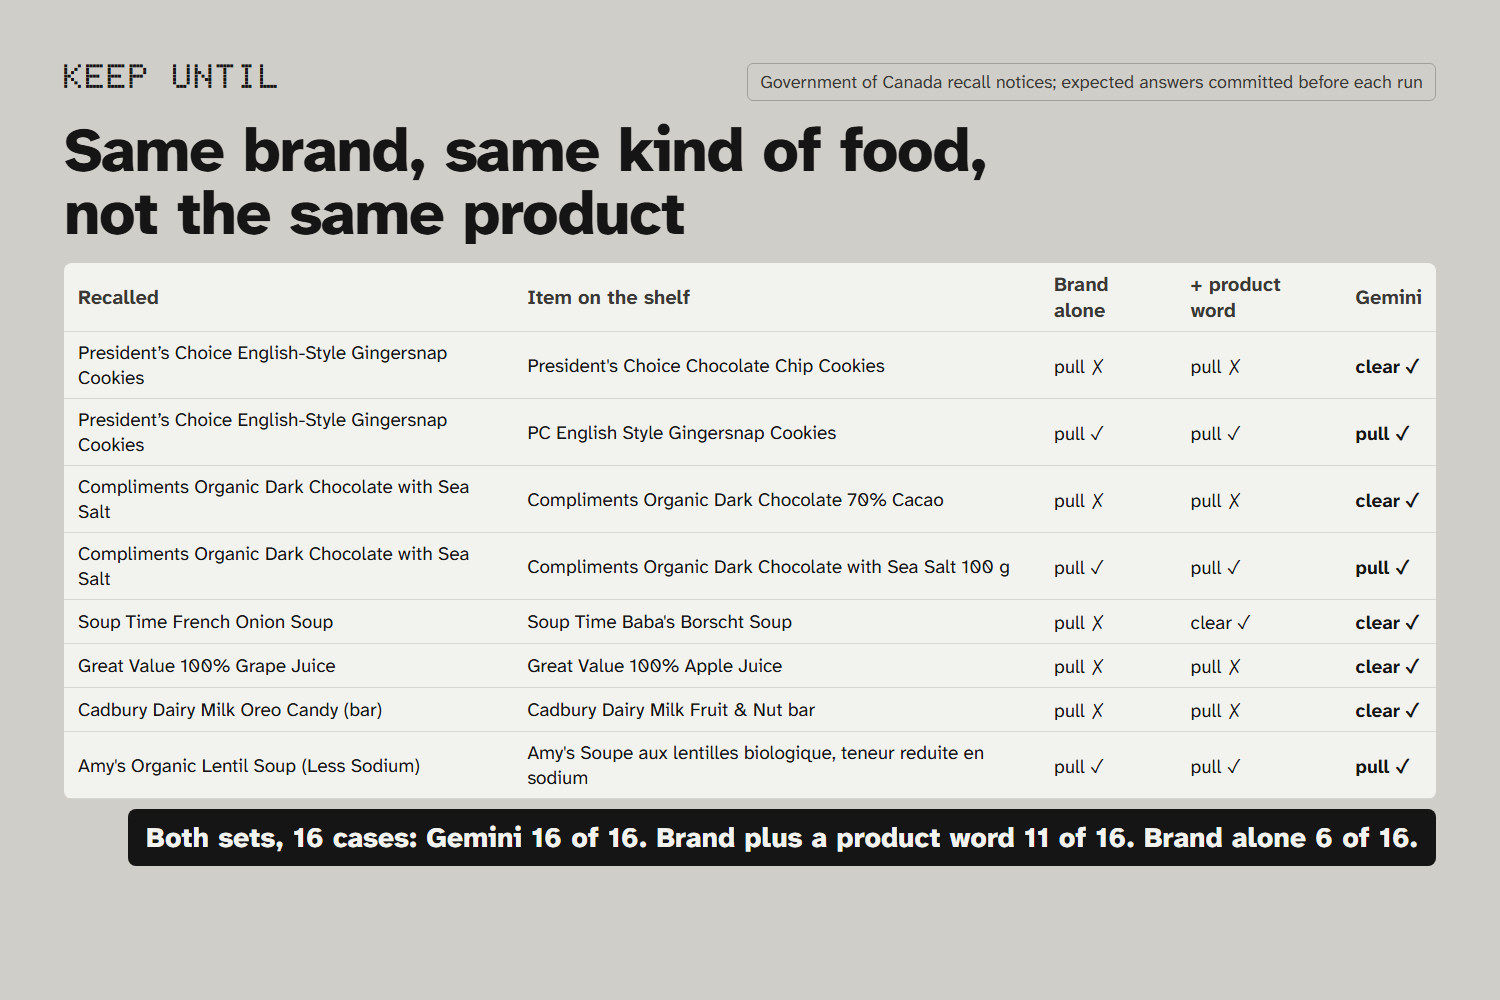 KEEP UNTIL
Government of Canada recall notices; expected answers committed before each run
Same brand, same kind of food,
not the same product
Recalled
Item on the shelf
Brand
alone
+ product
word
Gemini
President’s Choice English-Style Gingersnap
Cookies
President's Choice Chocolate Chip Cookies
pull ✗
pull ✗
clear ✓
President’s Choice English-Style Gingersnap
Cookies
PC English Style Gingersnap Cookies
pull ✓
pull ✓
pull ✓
Compliments Organic Dark Chocolate with Sea
Salt
Compliments Organic Dark Chocolate 70% Cacao
pull ✗
pull ✗
clear ✓
Compliments Organic Dark Chocolate with Sea
Salt
Compliments Organic Dark Chocolate with Sea Salt 100 g
pull ✓
pull ✓
pull ✓
Soup Time French Onion Soup
Soup Time Baba's Borscht Soup
pull ✗
clear ✓
clear ✓
Great Value 100% Grape Juice
Great Value 100% Apple Juice
pull ✗
pull ✗
clear ✓
Cadbury Dairy Milk Oreo Candy (bar)
Cadbury Dairy Milk Fruit & Nut bar
pull ✗
pull ✗
clear ✓
Amy's Organic Lentil Soup (Less Sodium)
Amy's Soupe aux lentilles biologique, teneur reduite en
sodium
pull ✓
pull ✓
pull ✓
Both sets, 16 cases: Gemini 16 of 16. Brand plus a product word 11 of 16. Brand alone 6 of 16.